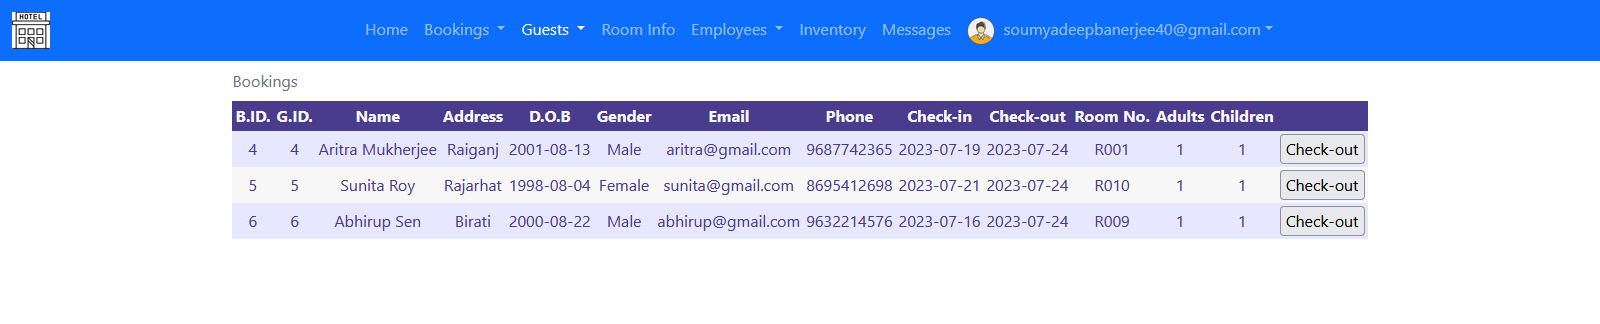 HOTEL
Home Bookings Guests Room Info Employees Inventory Messages soumyadeepbanerjee40@gmail.com
Bookings
B.ID. G.ID. Name Address D.O.B Gender Email Phone Check-in Check-out Room No. Adults Children
4 4 Aritra Mukherjee Raiganj 2001-08-13 Male aritra@gmail.com 9687742365 2023-07-19 2023-07-24 R001 1 1 Check-out
5 5 Sunita Roy Rajarhat 1998-08-04 Female sunita@gmail.com 8695412698 2023-07-21 2023-07-24 R010 1 1 Check-out
6 6 Abhirup Sen Birati 2000-08-22 Male abhirup@gmail.com 9632214576 2023-07-16 2023-07-24 R009 1 1 Check-out